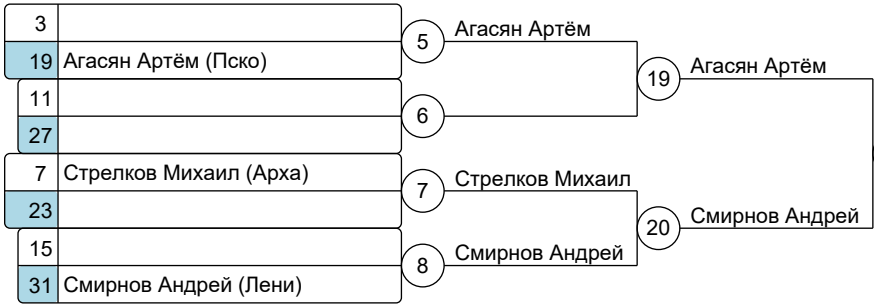 3
19 Агасян Артём (Пско)
11
27
7 Стрелков Михаил (Арха)
23
15
31 Смирнов Андрей (Лени)
5 Агасян Артём
6
7 Стрелков Михаил
8 Смирнов Андрей
19 Агасян Артём
20 Смирнов Андрей